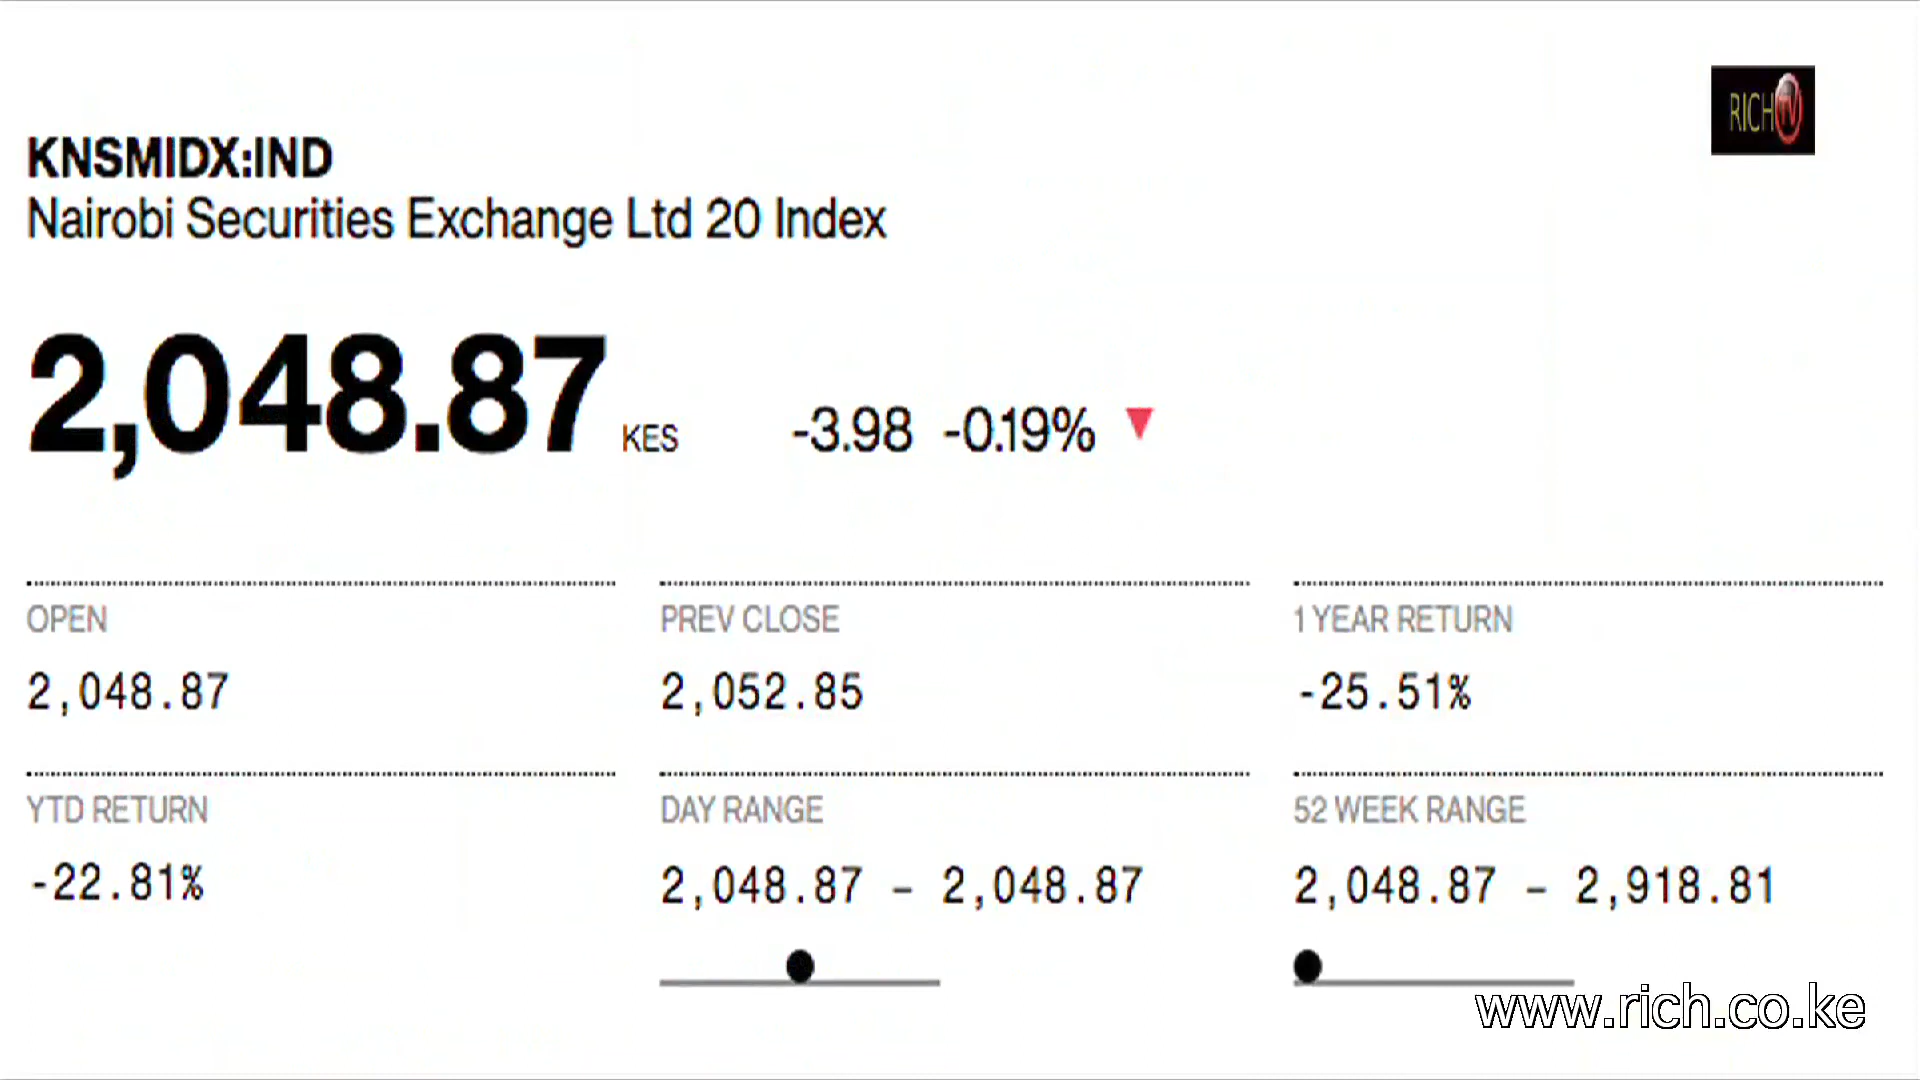 RICHTV
KNSMIDX:IND
Nairobi Securities Exchange Ltd 20 Index
2,048.87 KES -3.98 -0.19% ▼
OPEN
2,048.87
PREV CLOSE
2,052.85
1 YEAR RETURN
-25.51%
YTD RETURN
-22.81%
DAY RANGE
2,048.87 – 2,048.87
52 WEEK RANGE
2,048.87 – 2,918.81
www.rich.co.ke